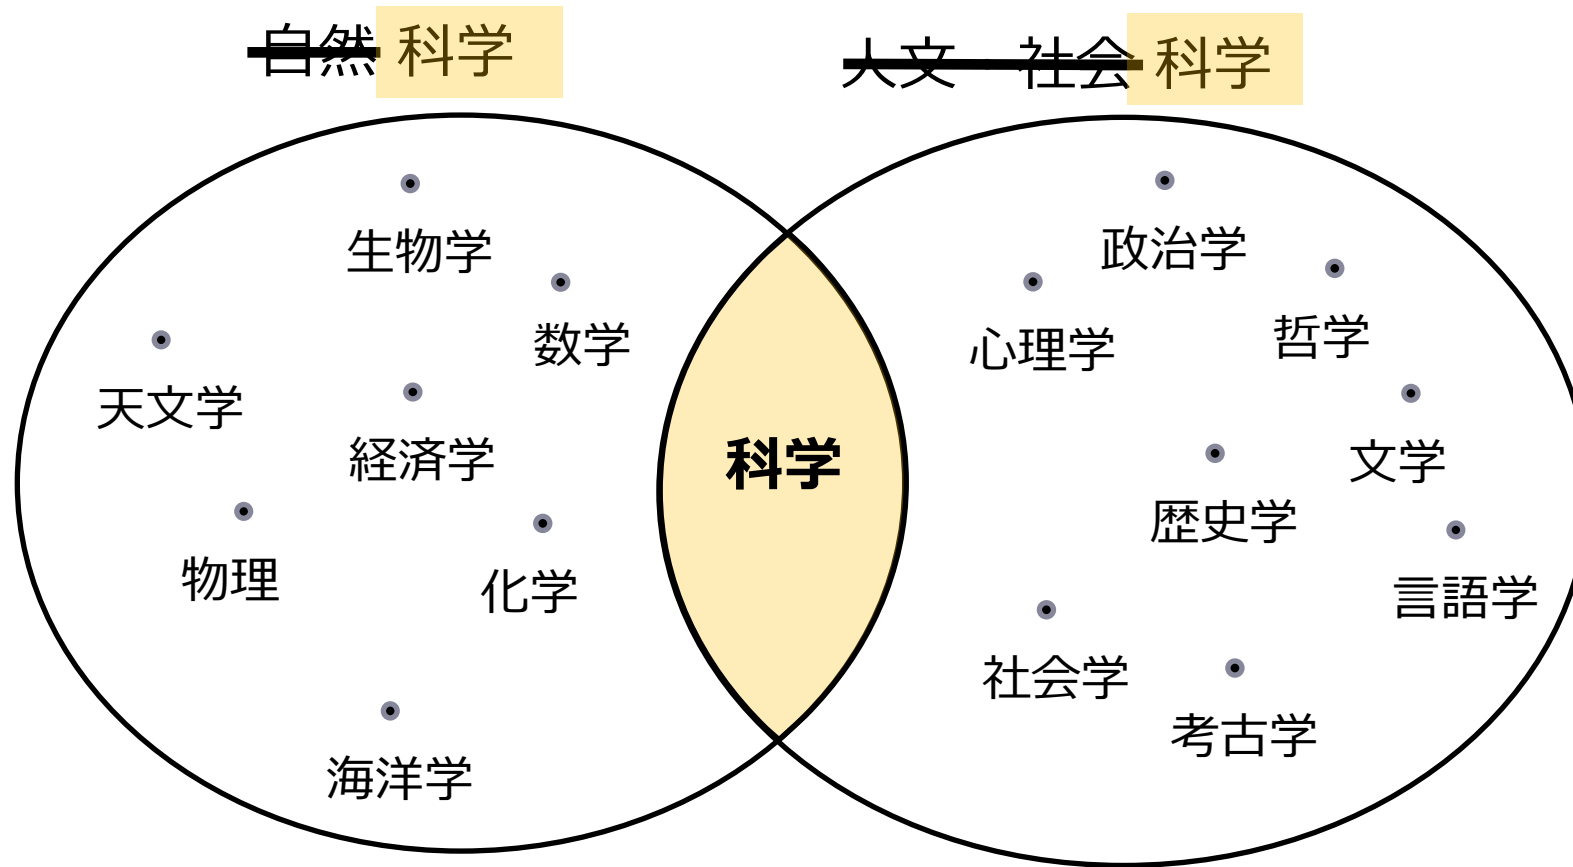 自然 科学
人文 社会 科学
生物学
数学
天文学
経済学
物理
化学
海洋学
科学
政治学
心理学
哲学
文学
歴史学
言語学
社会学
考古学